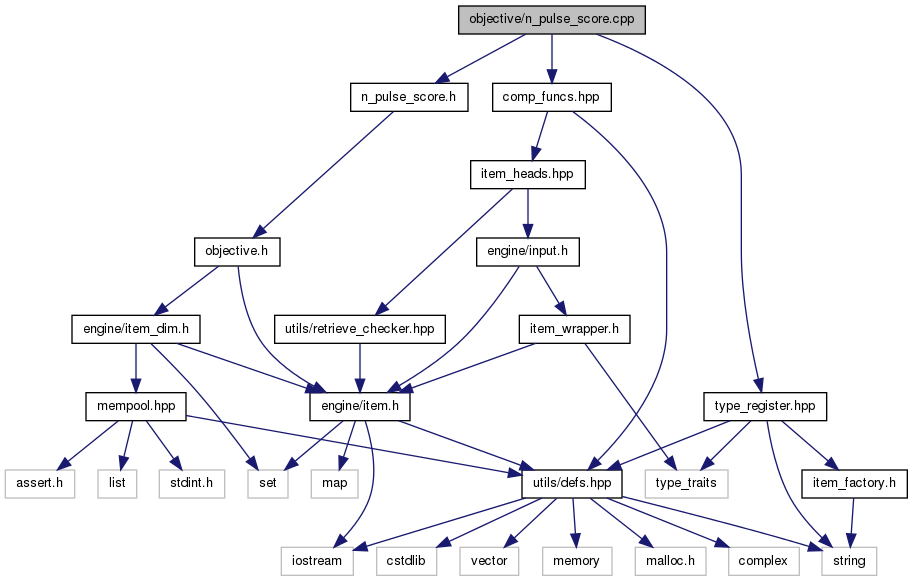 objective/n_pulse_score.cpp
n_pulse_score.h
comp_funcs.hpp
item_heads.hpp
objective.h
engine/input.h
engine/item_dim.h
utils/retrieve_checker.hpp
item_wrapper.h
mempool.hpp
engine/item.h
type_register.hpp
assert.h
list
stdint.h
set
map
utils/defs.hpp
type_traits
item_factory.h
iostream
cstdlib
vector
memory
malloc.h
complex
string